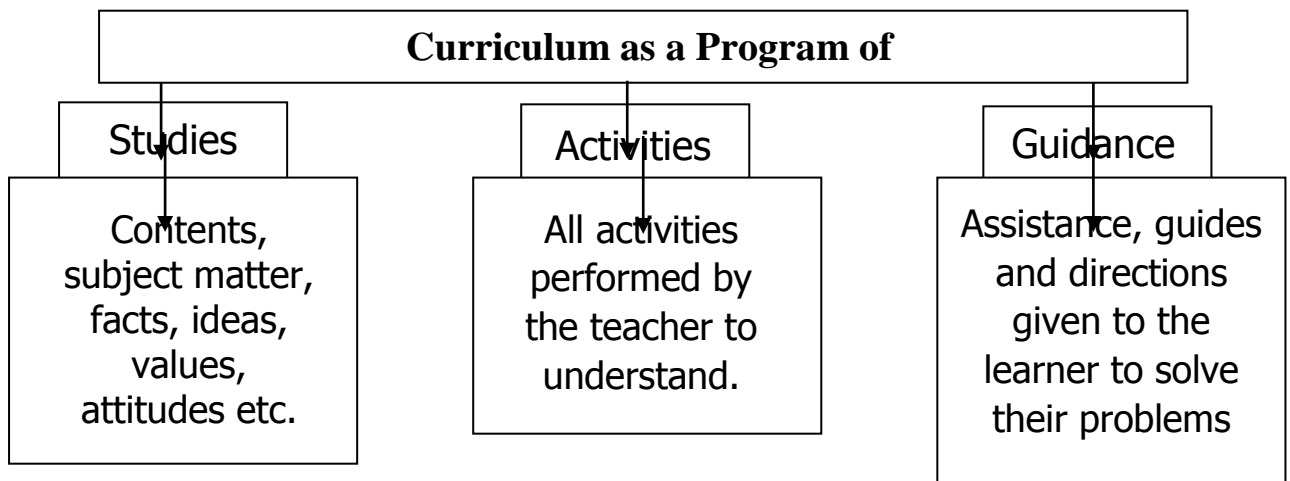 Curriculum as a Program of
Studies
Contents,
subject matter,
facts, ideas,
values,
attitudes etc.
Activities
All activities
performed by
the teacher to
understand.
Guidance
Assistance, guides
and directions
given to the
learner to solve
their problems